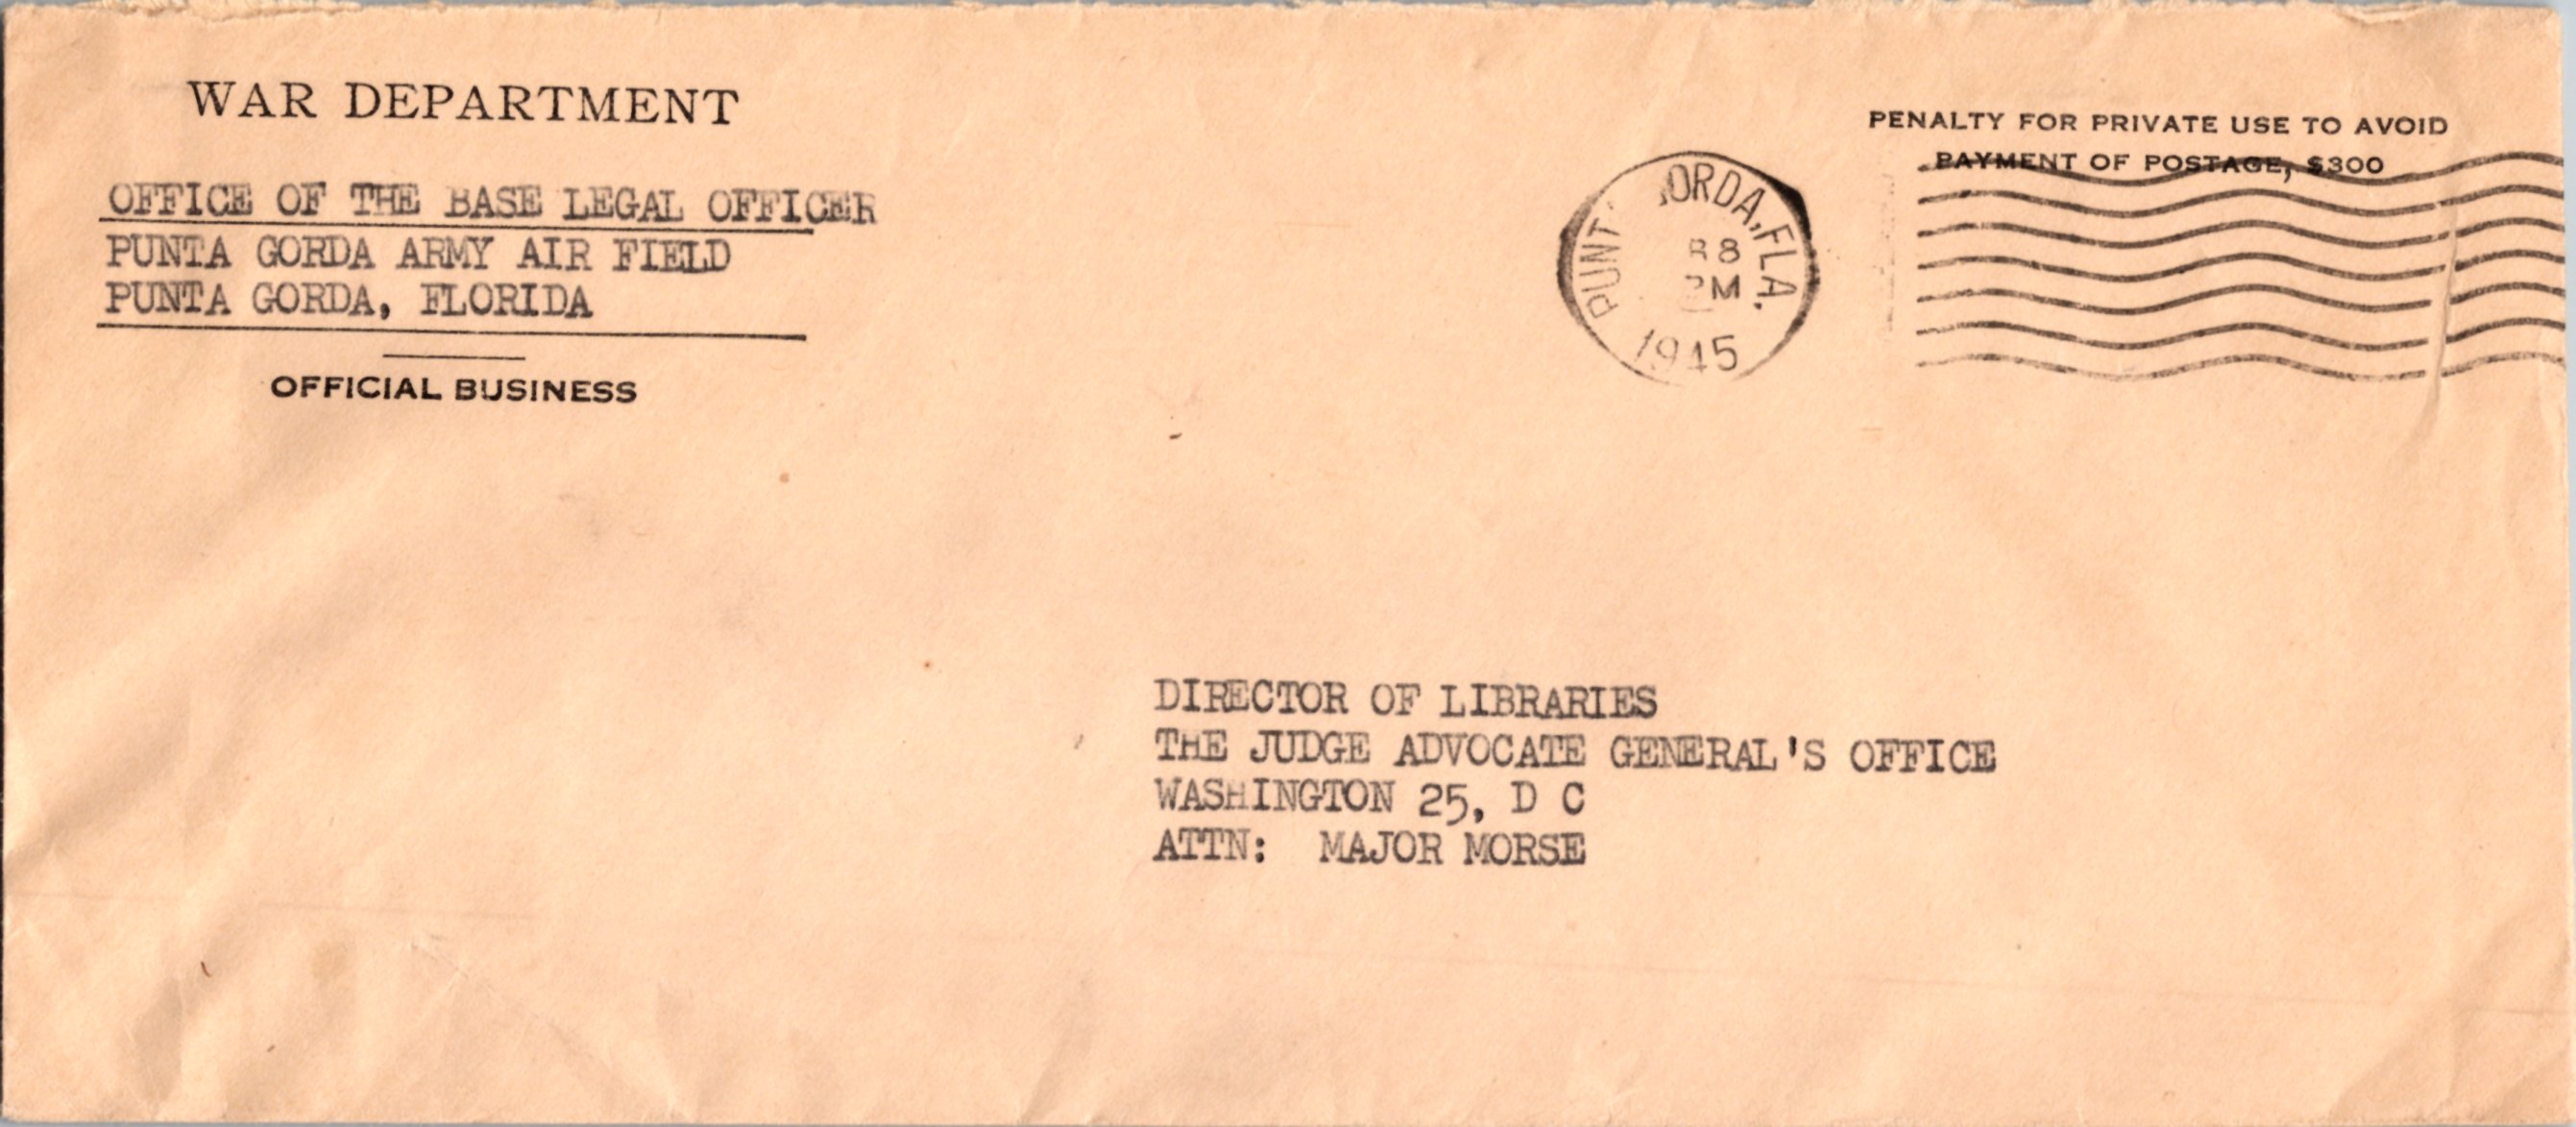 WAR DEPARTMENT
OFFICE OF THE BASE LEGAL OFFICER
PUNTA GORDA ARMY AIR FIELD
PUNTA GORDA, FLORIDA
OFFICIAL BUSINESS
PENALTY FOR PRIVATE USE TO AVOID
PAYMENT OF POSTAGE, $300
FLA.
8
1945
DIRECTOR OF LIBRARIES
THE JUDGE ADVOCATE GENERAL'S OFFICE
WASHINGTON 25, D C
ATTN: MAJOR MORSE